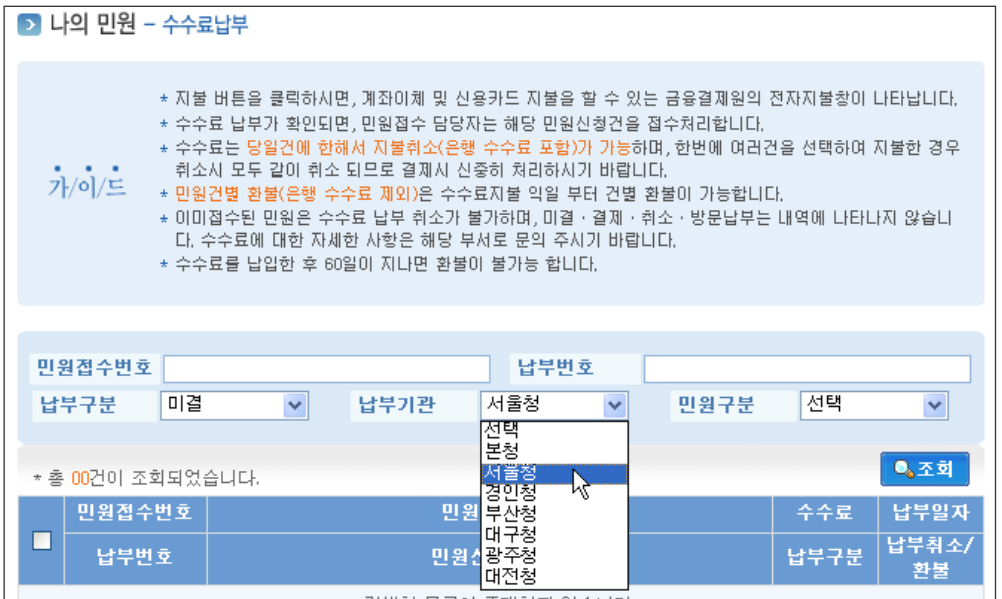 나의 민원 - 수수료납부
* 지불 버튼을 클릭하시면, 계좌이체 및 신용카드 지불을 할 수 있는 금융결제원의 전자지불창이 나타납니다.
* 수수료 납부가 확인되면, 민원접수 담당자는 해당 민원신청건을 접수처리합니다.
* 수수료는 당일건에 한해서 지불취소(은행 수수료 포함)가 가능하며, 한번에 여러건을 선택하여 지불한 경우
취소시 모두 같이 취소 되므로 결제시 신중히 처리하시기 바랍니다.
가/이/드
* 민원건별 환불(은행 수수료 제외)은 수수료지불 익일 부터 건별 환불이 가능합니다.
* 이미접수된 민원은 수수료 납부 취소가 불가하며, 미결 · 결제 · 취소 · 방문납부는 내역에 나타나지 않습니
다. 수수료에 대한 자세한 사항은 해당 부서로 문의 주시기 바랍니다.
* 수수료를 납입한 후 60일이 지나면 환불이 불가능 합니다.
민원접수번호 납부번호
납부구분 미결 납부기관 서울청 민원구분 선택
선택
본청
서울청
경인청
부산청
대구청
광주청
대전청
* 총 00건이 조회되었습니다. 조회
민원접수번호 민원 수수료 납부일자
납부번호 민원 납부구분 납부취소/
환불